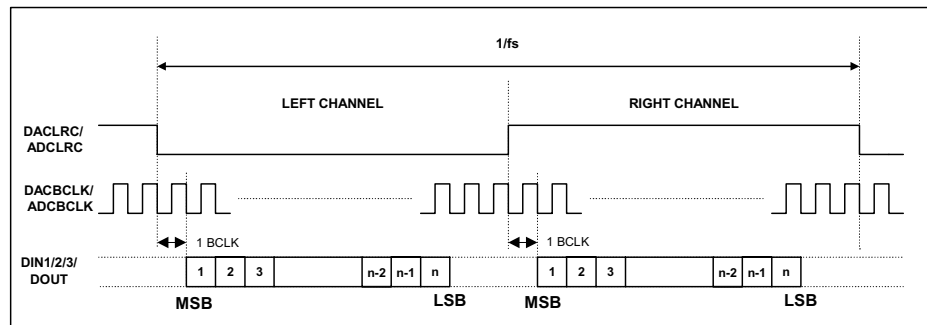 1/fs
LEFT CHANNEL
RIGHT CHANNEL
DACLRC/
ADCLRC
DACBCLK/
ADCBCLK
1 BCLK
1 BCLK
DIN1/2/3/
DOUT
1 2 3 n-2 n-1 n
1 2 3 n-2 n-1 n
MSB
LSB
MSB
LSB